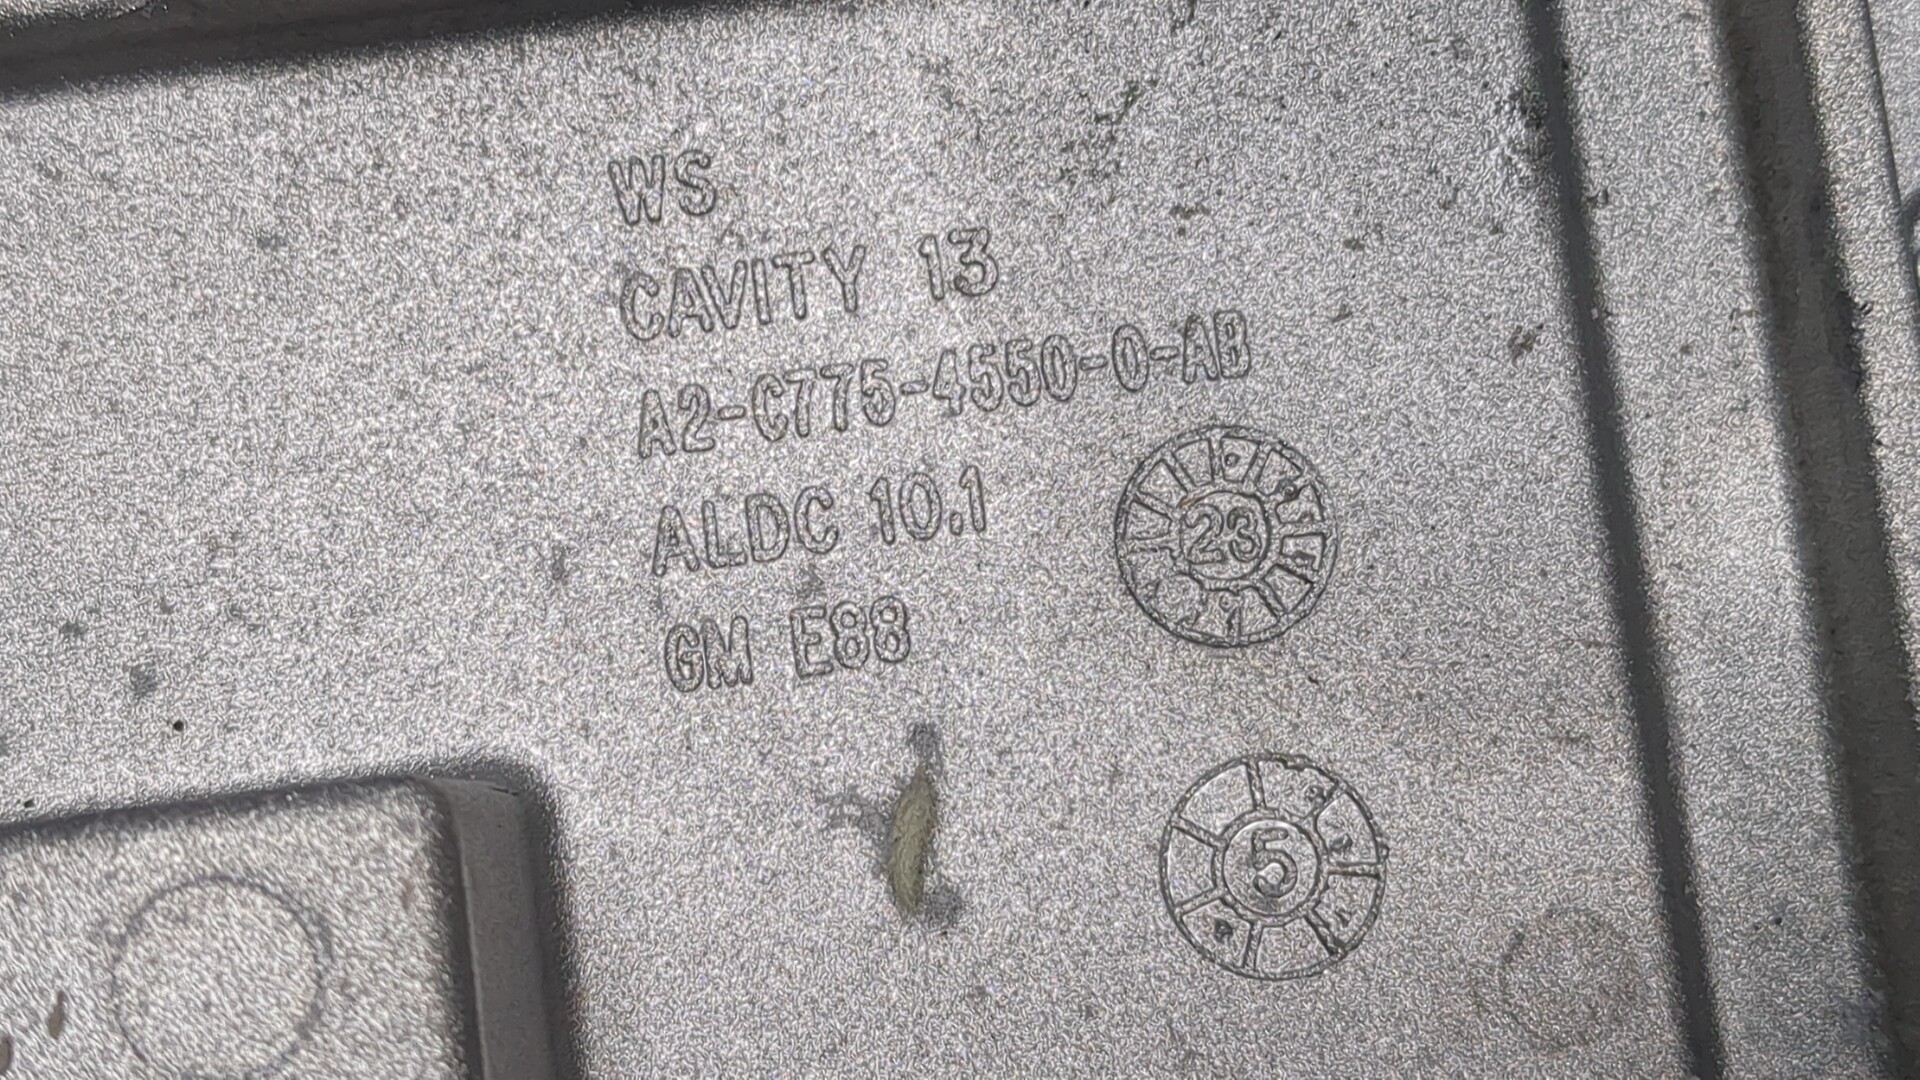 WS
CAVITY 13
A2-C775-4550-0-AB
ALDC 10.1
GM E88
23
5